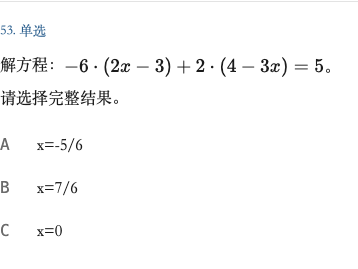 53. 单选
解方程：−6 · (2x − 3) + 2 · (4 − 3x) = 5。
请选择完整结果。
A x=-5/6
B x=7/6
C x=0